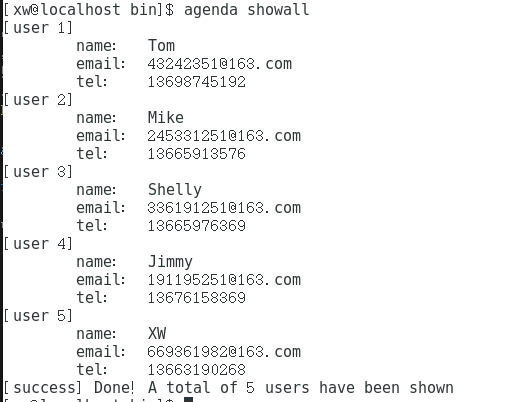 [xw@localhost bin]$ agenda showall
[user 1]
name: Tom
email: 43242351@163.com
tel: 13698745192
[user 2]
name: Mike
email: 245331251@163.com
tel: 13665913576
[user 3]
name: Shelly
email: 336191251@163.com
tel: 13665976369
[user 4]
name: Jimmy
email: 191195251@163.com
tel: 13676158369
[user 5]
name: XW
email: 669361982@163.com
tel: 13663190268
[success] Done! A total of 5 users have been shown
[xw@localhost bin]$